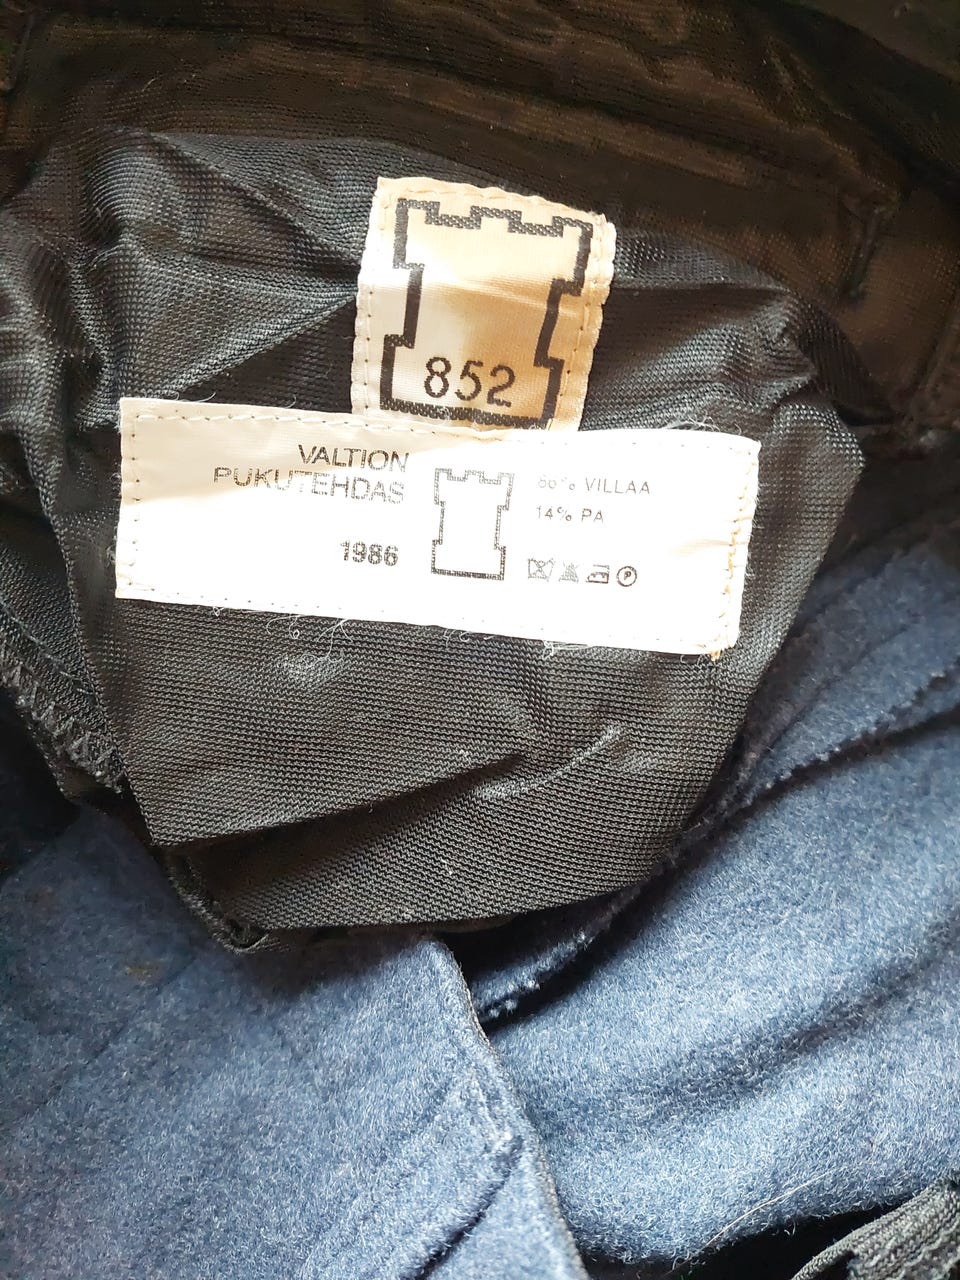 852
VALTION
PUKUTEHDAS
1986
86% VILLAA
14% PA
P